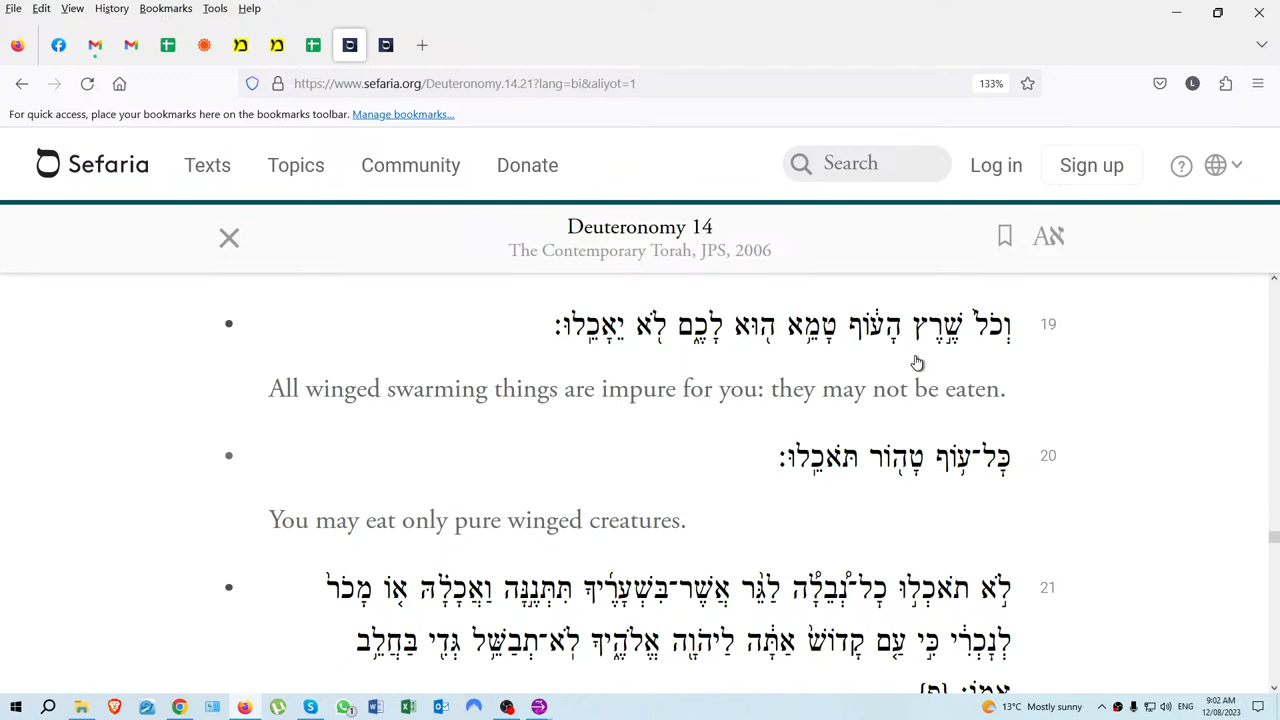 File Edit View History Bookmarks Tools Help
https://www.sefaria.org/Deuteronomy.14.21?lang=bi&aliyot=1 133%
For quick access, place your bookmarks here on the bookmarks toolbar. Manage bookmarks...
Sefaria Texts Topics Community Donate Search Log in Sign up
Deuteronomy 14
The Contemporary Torah, JPS, 2006
19 וְכֹל֙ שֶׁ֣רֶץ הָע֔וֹף טָמֵ֥א ה֖וּא לָכֶ֑ם לֹ֖א יֵאָכֵֽלוּ׃
All winged swarming things are impure for you: they may not be eaten.
20 כׇּל־ע֥וֹף טָה֖וֹר תֹּאכֵֽלוּ׃
You may eat only pure winged creatures.
21 לֹ֣א תֹאכְל֣וּ כׇל־נְ֠בֵלָ֠ה לַגֵּ֨ר אֲשֶׁר־בִּשְׁעָרֶ֜יךָ תִּתְּנֶ֣נָּה וַאֲכָלָ֗הּ א֤וֹ מָכֹר֙
לְנׇכְרִ֔י כִּ֣י עַ֤ם קָדוֹשׁ֙ אַתָּ֔ה לַיהֹוָ֖ה אֱלֹהֶ֑יךָ לֹֽא־תְבַשֵּׁ֥ל גְּדִ֖י בַּחֲלֵ֥ב
13°C Mostly sunny ENG 9:02 AM
12/08/2023